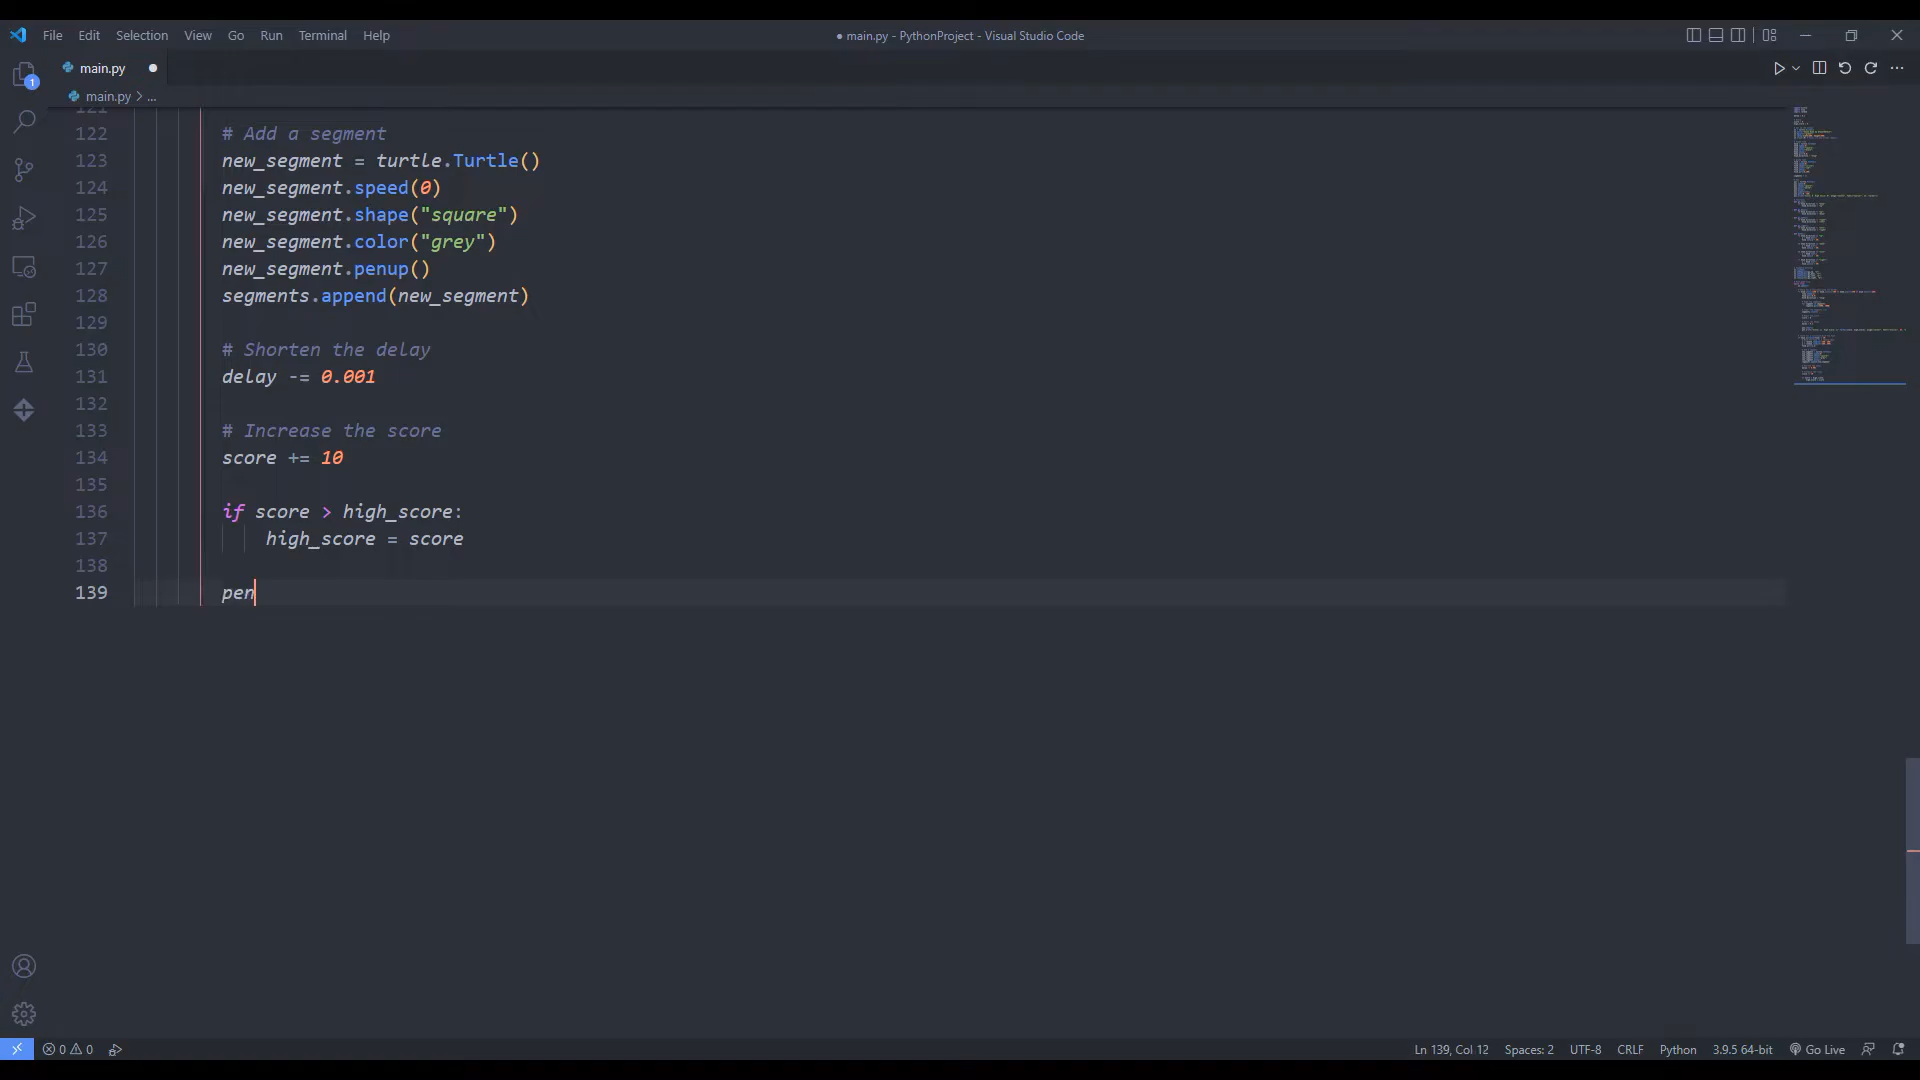 File Edit Selection View Go Run Terminal Help
● main.py - PythonProject - Visual Studio Code
1
main.py
main.py > ...
121
122 # Add a segment
123 new_segment = turtle.Turtle()
124 new_segment.speed(0)
125 new_segment.shape("square")
126 new_segment.color("grey")
127 new_segment.penup()
128 segments.append(new_segment)
129
130 # Shorten the delay
131 delay -= 0.001
132
133 # Increase the score
134 score += 10
135
136 if score > high_score:
137 high_score = score
138
139 pen
0 0 Ln 139, Col 12 Spaces: 2 UTF-8 CRLF Python 3.9.5 64-bit Go Live